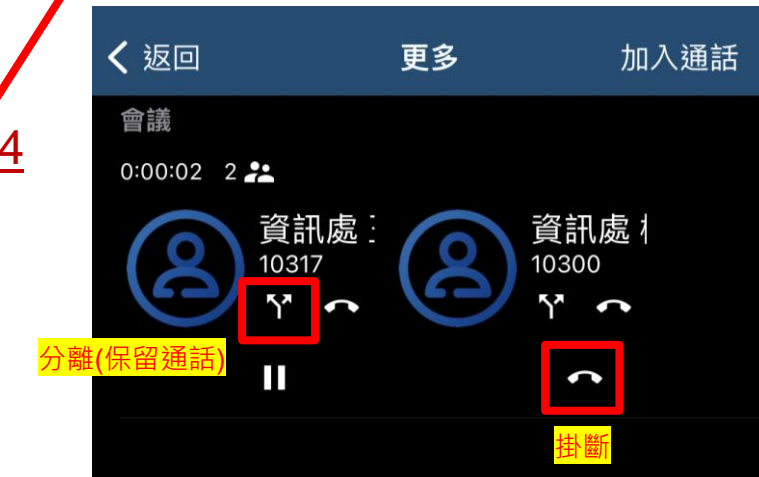 返回 更多 加入通話
會議
4
0:00:02 2
資訊處 資訊處
10317 10300
分離(保留通話)
掛斷